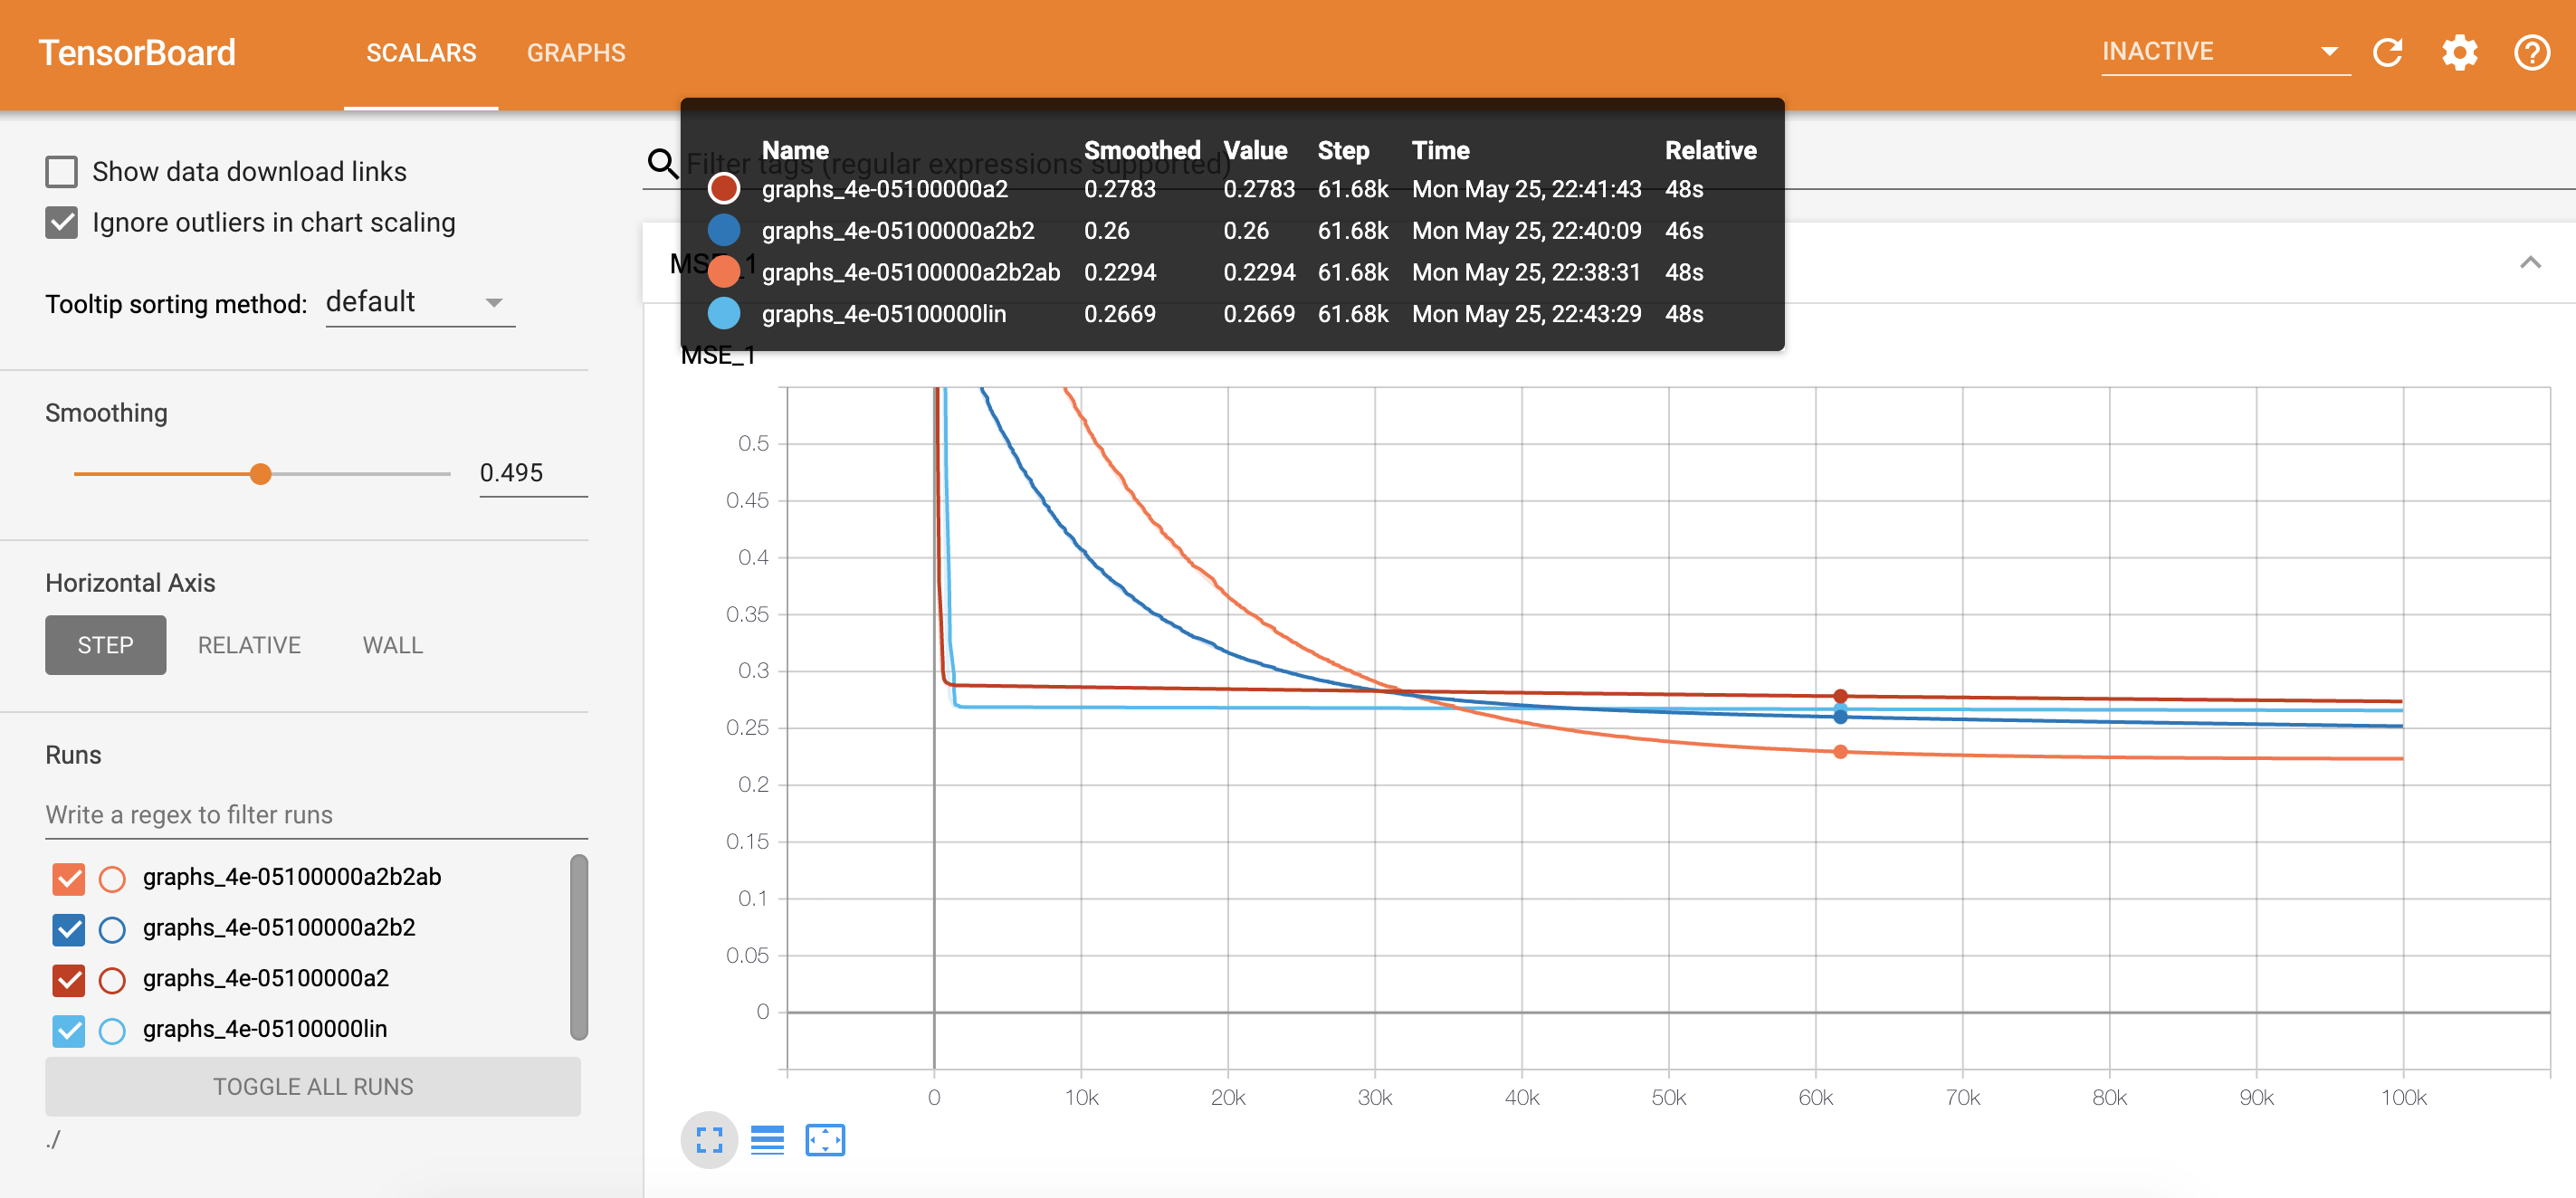 TensorBoard SCALARS GRAPHS INACTIVE
Show data download links
Ignore outliers in chart scaling
Tooltip sorting method: default
Smoothing
0.495
Horizontal Axis
STEP RELATIVE WALL
Runs
Write a regex to filter runs
graphs_4e-05100000a2b2ab
graphs_4e-05100000a2b2
graphs_4e-05100000a2
graphs_4e-05100000lin
TOGGLE ALL RUNS
./
Filter tags (regular expressions supported)
Name Smoothed Value Step Time Relative
graphs_4e-05100000a2 0.2783 0.2783 61.68k Mon May 25, 22:41:43 48s
graphs_4e-05100000a2b2 0.26 0.26 61.68k Mon May 25, 22:40:09 46s
graphs_4e-05100000a2b2ab 0.2294 0.2294 61.68k Mon May 25, 22:38:31 48s
graphs_4e-05100000lin 0.2669 0.2669 61.68k Mon May 25, 22:43:29 48s
MSE_1
MSE_1
0.5
0.45
0.4
0.35
0.3
0.25
0.2
0.15
0.1
0.05
0
0 10k 20k 30k 40k 50k 60k 70k 80k 90k 100k